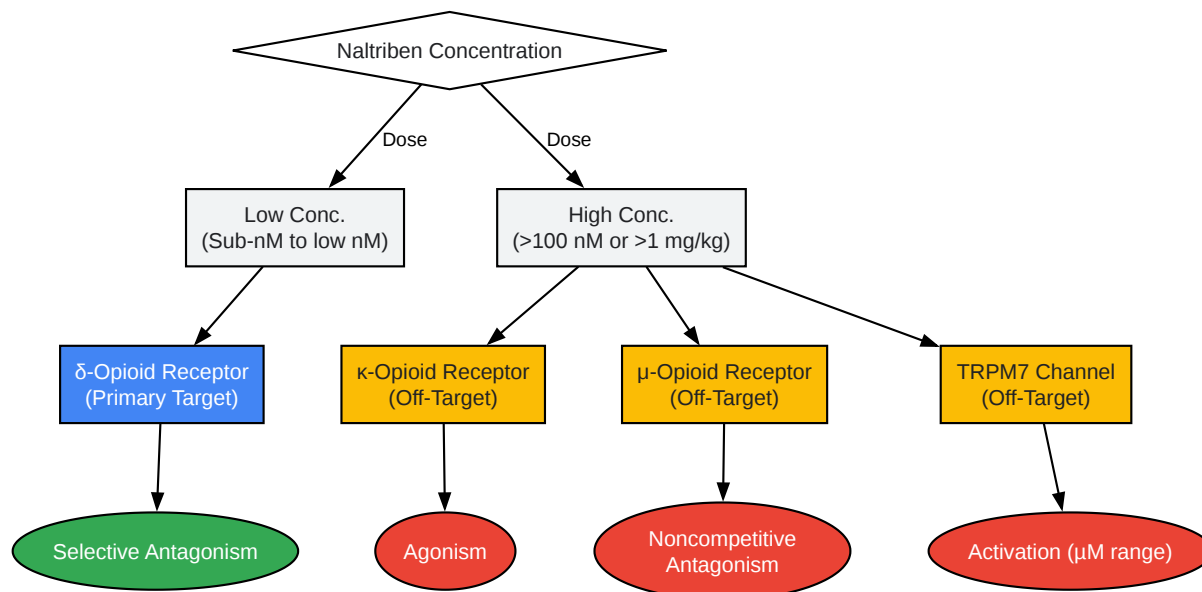 Naltriben Concentration
Dose
Dose
Low Conc.
(Sub-nM to low nM)
High Conc.
(>100 nM or >1 mg/kg)
δ-Opioid Receptor
(Primary Target)
κ-Opioid Receptor
(Off-Target)
μ-Opioid Receptor
(Off-Target)
TRPM7 Channel
(Off-Target)
Selective Antagonism
Agonism
Noncompetitive
Antagonism
Activation (µM range)